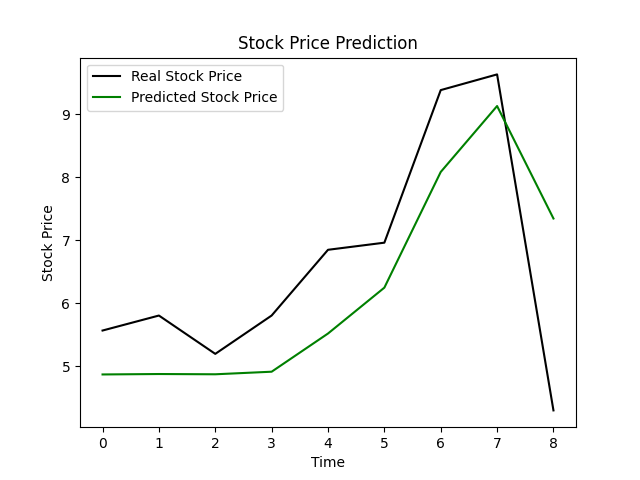 Stock Price Prediction
Real Stock Price
Predicted Stock Price
9
8
7
6
5
Stock Price
0 1 2 3 4 5 6 7 8
Time